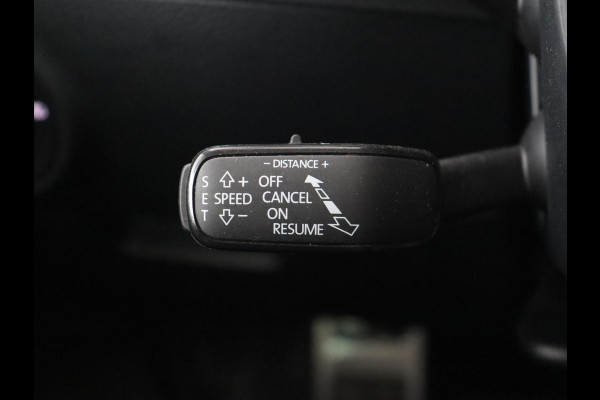 − DISTANCE +
S + OFF
E SPEED CANCEL
T − ON
RESUME